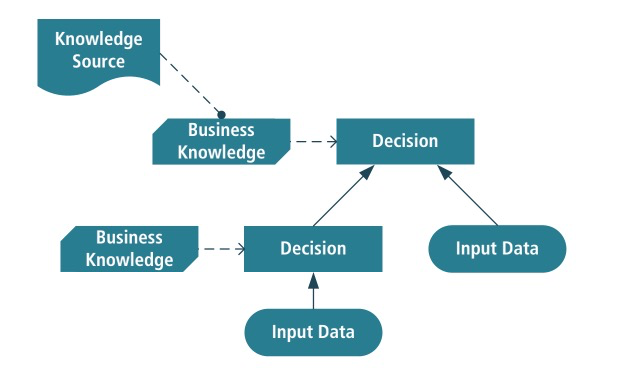 Knowledge
Source
Business
Knowledge
Decision
Business
Knowledge
Decision
Input Data
Input Data